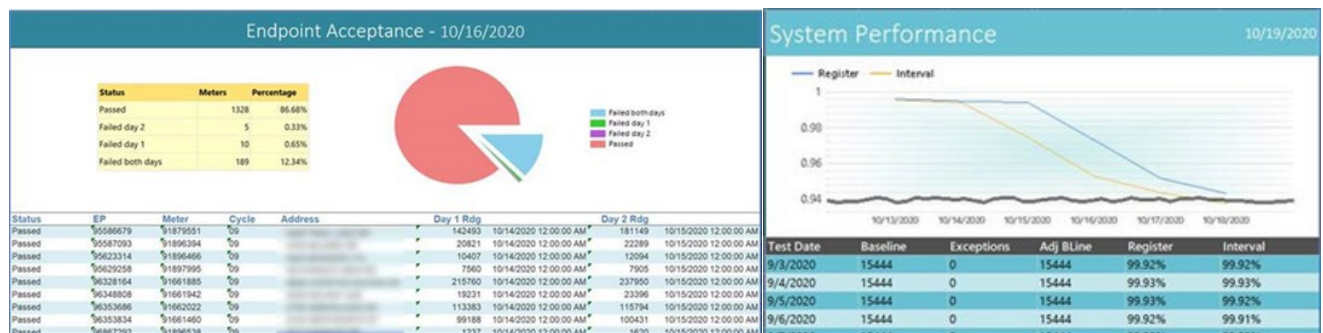 Endpoint Acceptance - 10/16/2020
Status Meters Percentage
Passed 1328 86.68%
Failed day 2 5 0.33%
Failed day 1 10 0.65%
Failed both days 189 12.34%
Failed both days
Failed day 1
Failed day 2
Passed
Status EP Meter Cycle Address Day 1 Rdg Day 2 Rdg
Passed 95586679 91879551 09 142493 10/14/2020 12:00:00 AM 181149 10/15/2020 12:00:00 AM
Passed 95587093 91896394 09 20821 10/14/2020 12:00:00 AM 22289 10/15/2020 12:00:00 AM
Passed 95623314 91896466 09 10407 10/14/2020 12:00:00 AM 12094 10/15/2020 12:00:00 AM
Passed 95629258 91897995 09 7560 10/14/2020 12:00:00 AM 7905 10/15/2020 12:00:00 AM
Passed 96328164 91661885 09 215760 10/14/2020 12:00:00 AM 237950 10/15/2020 12:00:00 AM
Passed 96348808 91661942 09 19231 10/14/2020 12:00:00 AM 23396 10/15/2020 12:00:00 AM
Passed 96353686 91662022 09 113383 10/14/2020 12:00:00 AM 115794 10/15/2020 12:00:00 AM
Passed 96353834 91661460 09 99188 10/14/2020 12:00:00 AM 100431 10/15/2020 12:00:00 AM
System Performance 10/19/2020
Register Interval
1
0.98
0.96
0.94
10/13/2020 10/14/2020 10/15/2020 10/16/2020 10/17/2020 10/18/2020
Test Date Baseline Exceptions Adj BLine Register Interval
9/3/2020 15444 0 15444 99.92% 99.92%
9/4/2020 15444 0 15444 99.93% 99.93%
9/5/2020 15444 0 15444 99.93% 99.92%
9/6/2020 15444 0 15444 99.92% 99.91%